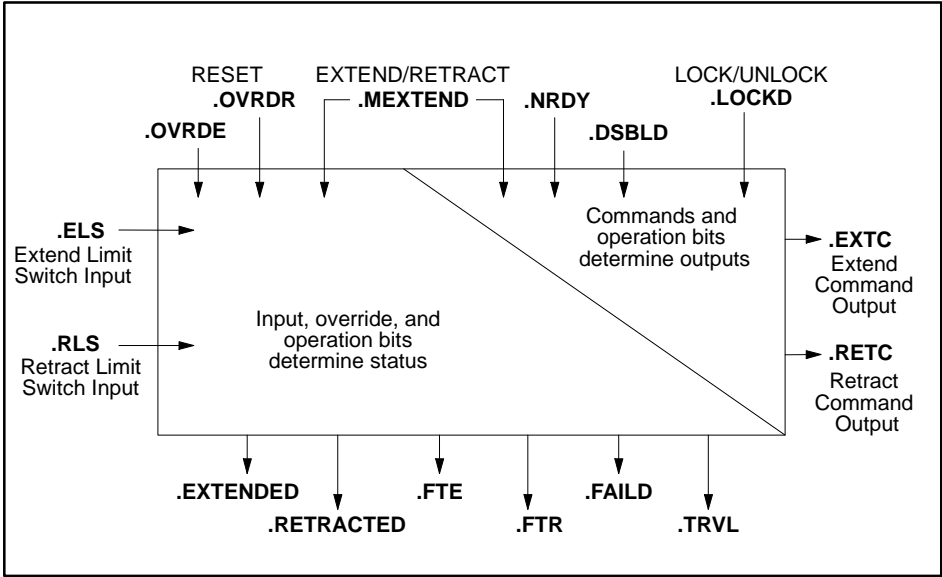 RESET
.OVRDR
EXTEND/RETRACT
.MEXTEND
.NRDY
LOCK/UNLOCK
.LOCKD
.OVRDE
.DSBLD
.ELS
Extend Limit
Switch Input
Commands and
operation bits
determine outputs
.EXTC
Extend
Command
Output
.RLS
Retract Limit
Switch Input
Input, override, and
operation bits
determine status
.RETC
Retract
Command
Output
.EXTENDED
.RETRACTED
.FTE
.FTR
.FAILD
.TRVL